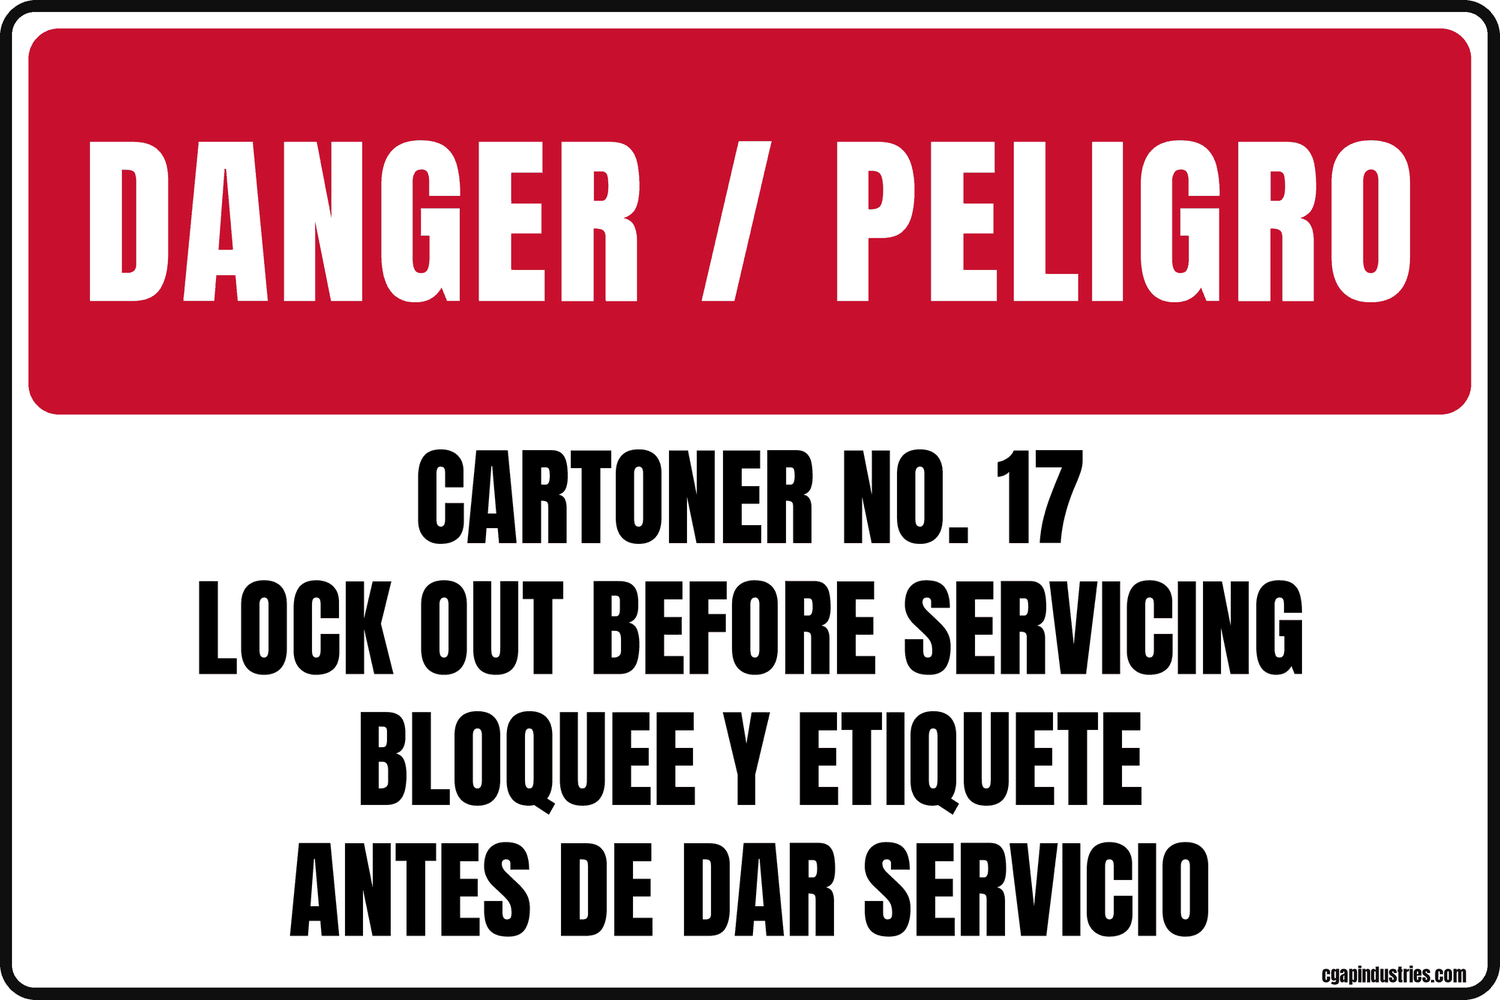 DANGER / PELIGRO
CARTONER NO. 17
LOCK OUT BEFORE SERVICING
BLOQUEE Y ETIQUETE
ANTES DE DAR SERVICIO
cgapindustries.com